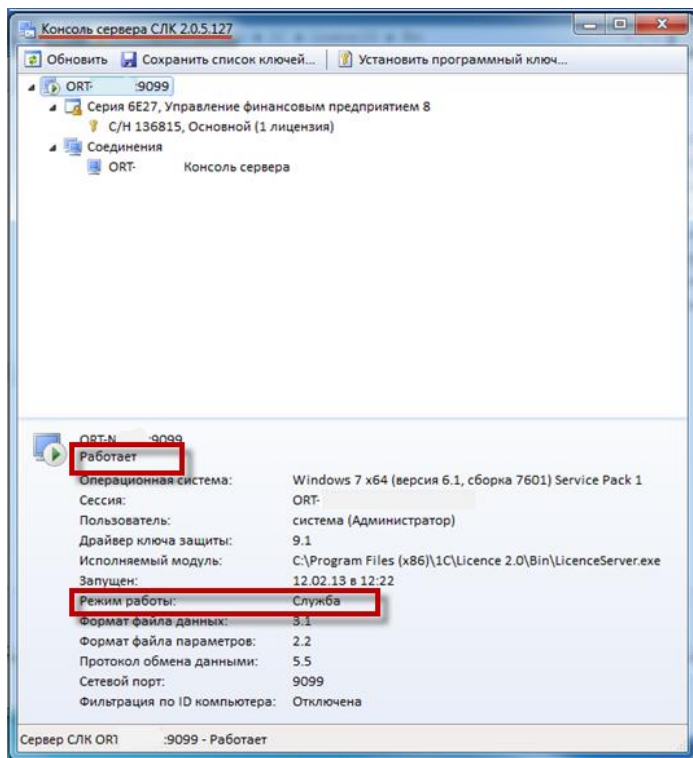 Консоль сервера СЛК 2.0.5.127
Обновить Сохранить список ключей... Установить программный ключ...
ORT- :9099
Серия 6E27, Управление финансовым предприятием 8
С/Н 136815, Основной (1 лицензия)
Соединения
ORT- Консоль сервера
ORT-N :9099
Работает
Операционная система: Windows 7 x64 (версия 6.1, сборка 7601) Service Pack 1
Сессия: ORT-
Пользователь: система (Администратор)
Драйвер ключа защиты: 9.1
Исполняемый модуль: C:\Program Files (x86)\1C\Licence 2.0\Bin\LicenceServer.exe
Запущен: 12.02.13 в 12:22
Режим работы: Служба
Формат файла данных: 3.1
Формат файла параметров: 2.2
Протокол обмена данными: 5.5
Сетевой порт: 9099
Фильтрация по ID компьютера: Отключена
Сервер СЛК ORT :9099 - Работает